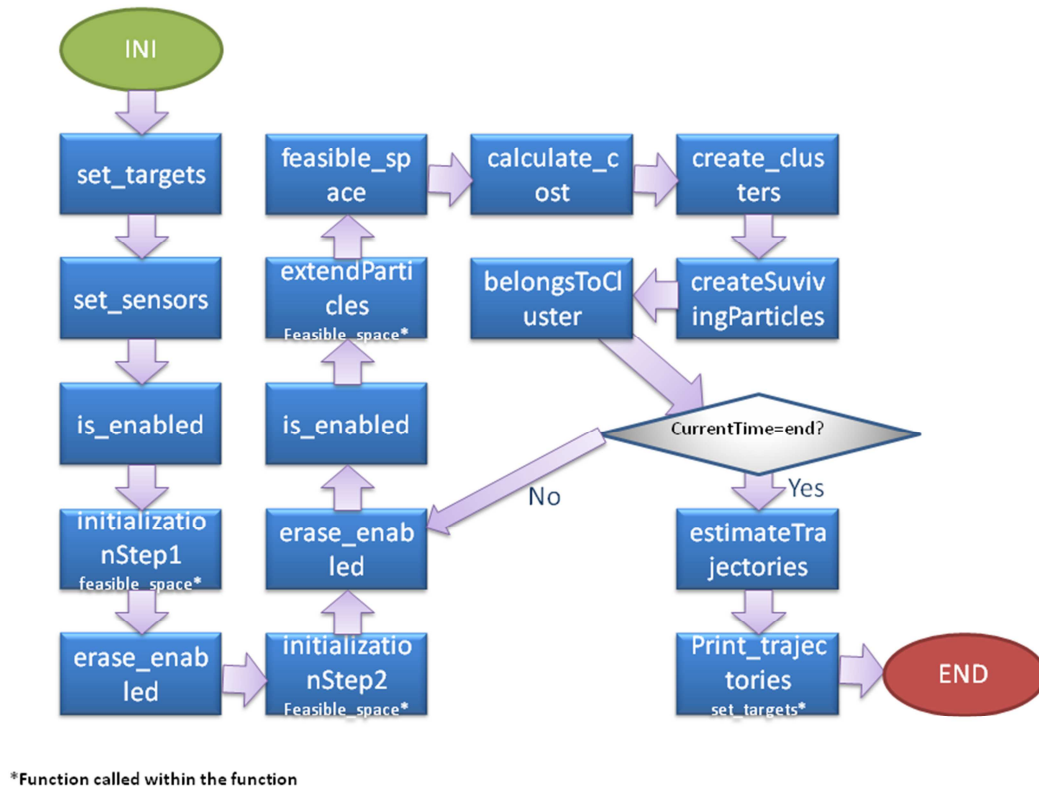 INI
set_targets
set_sensors
is_enabled
initializatio
nStep1
feasible_space*
erase_enab
led
initializatio
nStep2
Feasible_space*
erase_enab
led
is_enabled
extendParti
cles
Feasible_space*
feasible_sp
ace
calculate_c
ost
create_clus
ters
createSuviv
ingParticles
belongsToCl
uster
CurrentTime=end?
No
Yes
estimateTra
jectories
Print_trajec
tories
set_targets*
END
*Function called within the function